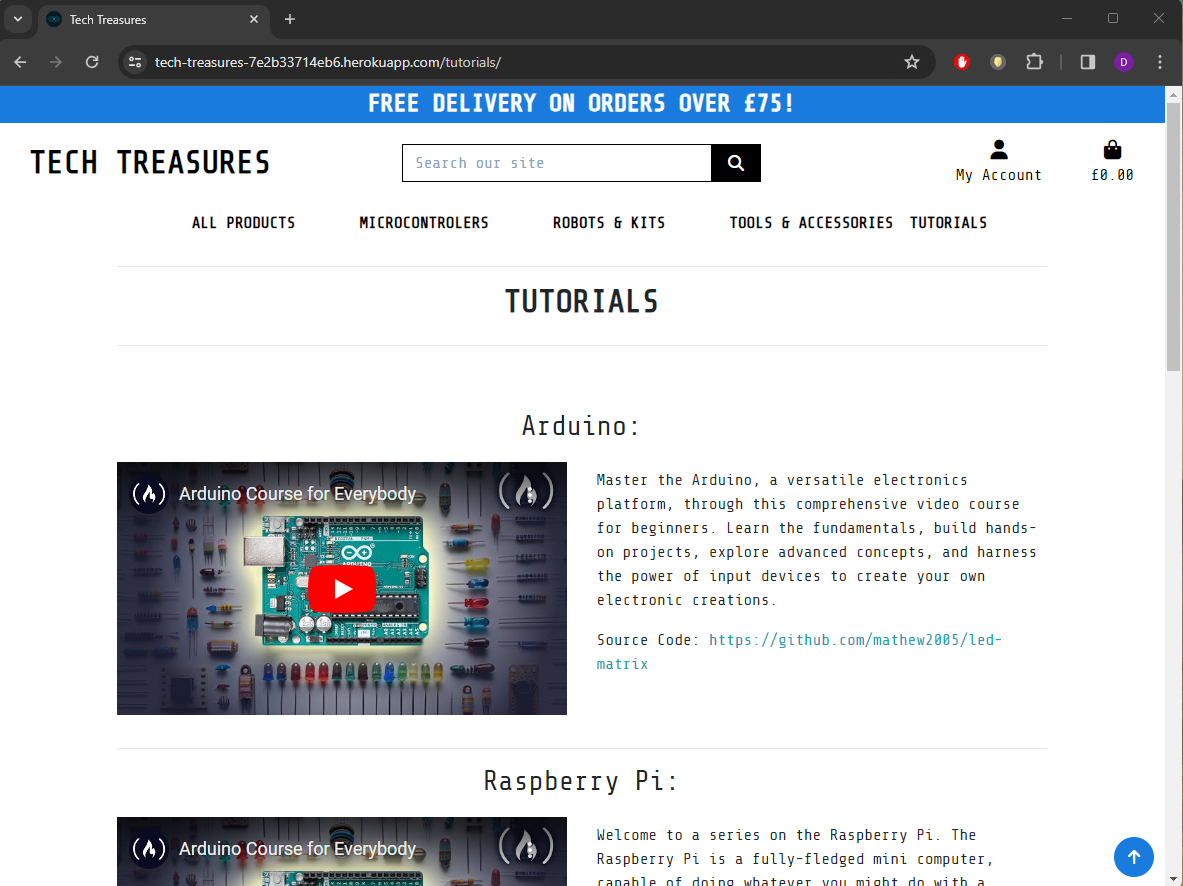 Tech Treasures
tech-treasures-7e2b33714eb6.herokuapp.com/tutorials/
D
FREE DELIVERY ON ORDERS OVER £75!
TECH TREASURES
Search our site
My Account
£0.00
ALL PRODUCTS
MICROCONTROLERS
ROBOTS & KITS
TOOLS & ACCESSORIES
TUTORIALS
TUTORIALS
Arduino:
Arduino Course for Everybody
ARDUINO
Master the Arduino, a versatile electronics
platform, through this comprehensive video course
for beginners. Learn the fundamentals, build hands-
on projects, explore advanced concepts, and harness
the power of input devices to create your own
electronic creations.
Source Code: https://github.com/mathew2005/led-
matrix
Raspberry Pi:
Arduino Course for Everybody
Welcome to a series on the Raspberry Pi. The
Raspberry Pi is a fully-fledged mini computer,
capable of doing whatever you might do with a